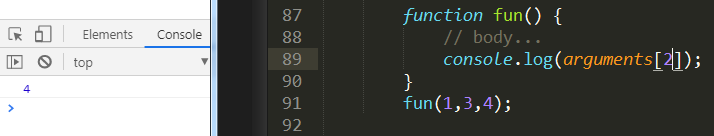 Elements Console
top
4
>
87 function fun() {
88 // body...
89 console.log(arguments[2]);
90 }
91 fun(1,3,4);
92